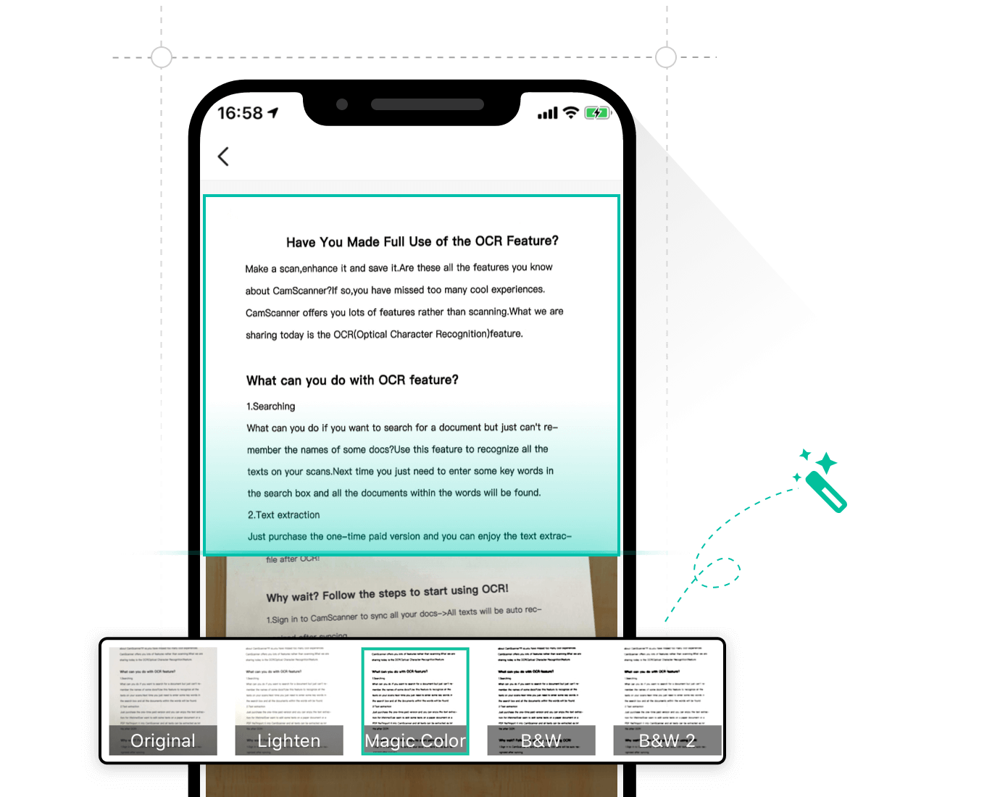 16:58
Have You Made Full Use of the OCR Feature?
Make a scan,enhance it and save it.Are these all the features you know
about CamScanner?If so,you have missed too many cool experiences.
CamScanner offers you lots of features rather than scanning.What we are
sharing today is the OCR(Optical Character Recognition)feature.
What can you do with OCR feature?
1.Searching
What can you do if you want to search for a document but just can't re-
member the names of some docs?Use this feature to recognize all the
texts on your scans.Next time you just need to enter some key words in
the search box and all the documents within the words will be found.
2.Text extraction
Just purchase the one-time paid version and you can enjoy the text extrac-
file after OCR!
Why wait? Follow the steps to start using OCR!
1.Sign in to CamScanner to sync all your docs->All texts will be auto rec-
after syncing
Original
Lighten
Magic Color
B&W
B&W 2